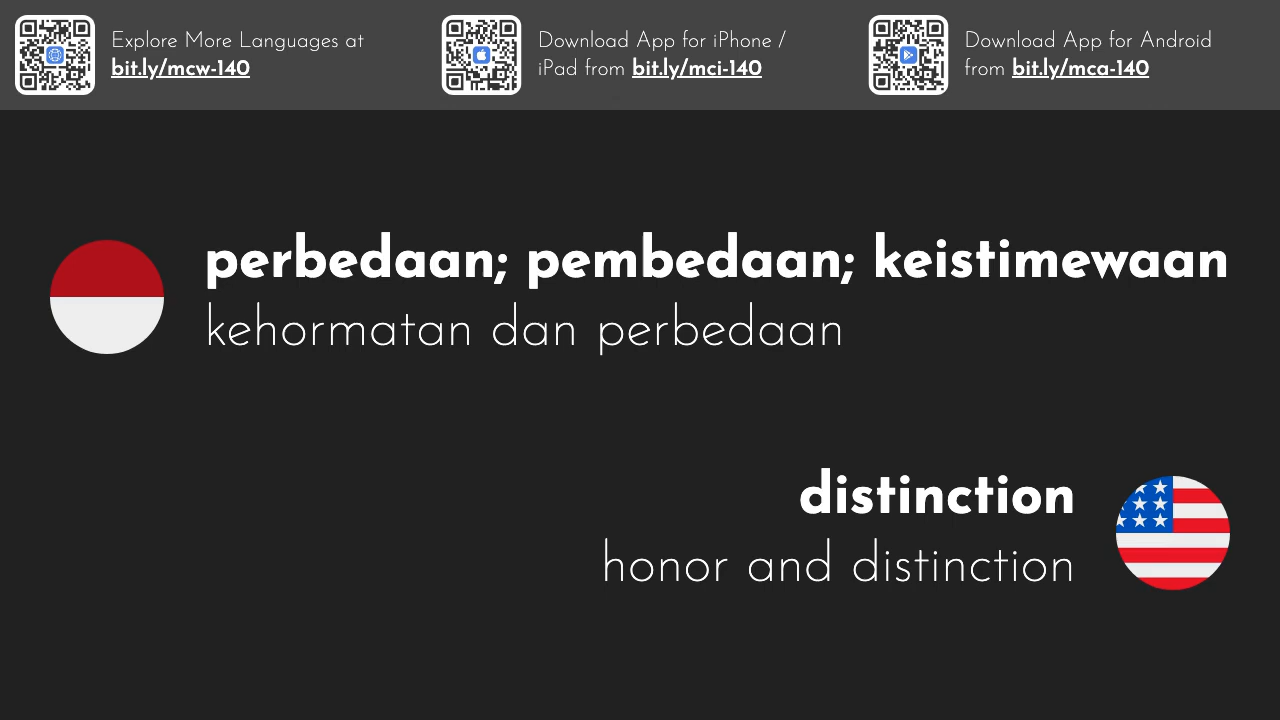 Explore More Languages at
bit.ly/mcw-140
Download App for iPhone /
iPad from bit.ly/mci-140
Download App for Android
from bit.ly/mca-140
perbedaan; pembedaan; keistimewaan
kehormatan dan perbedaan
distinction
honor and distinction